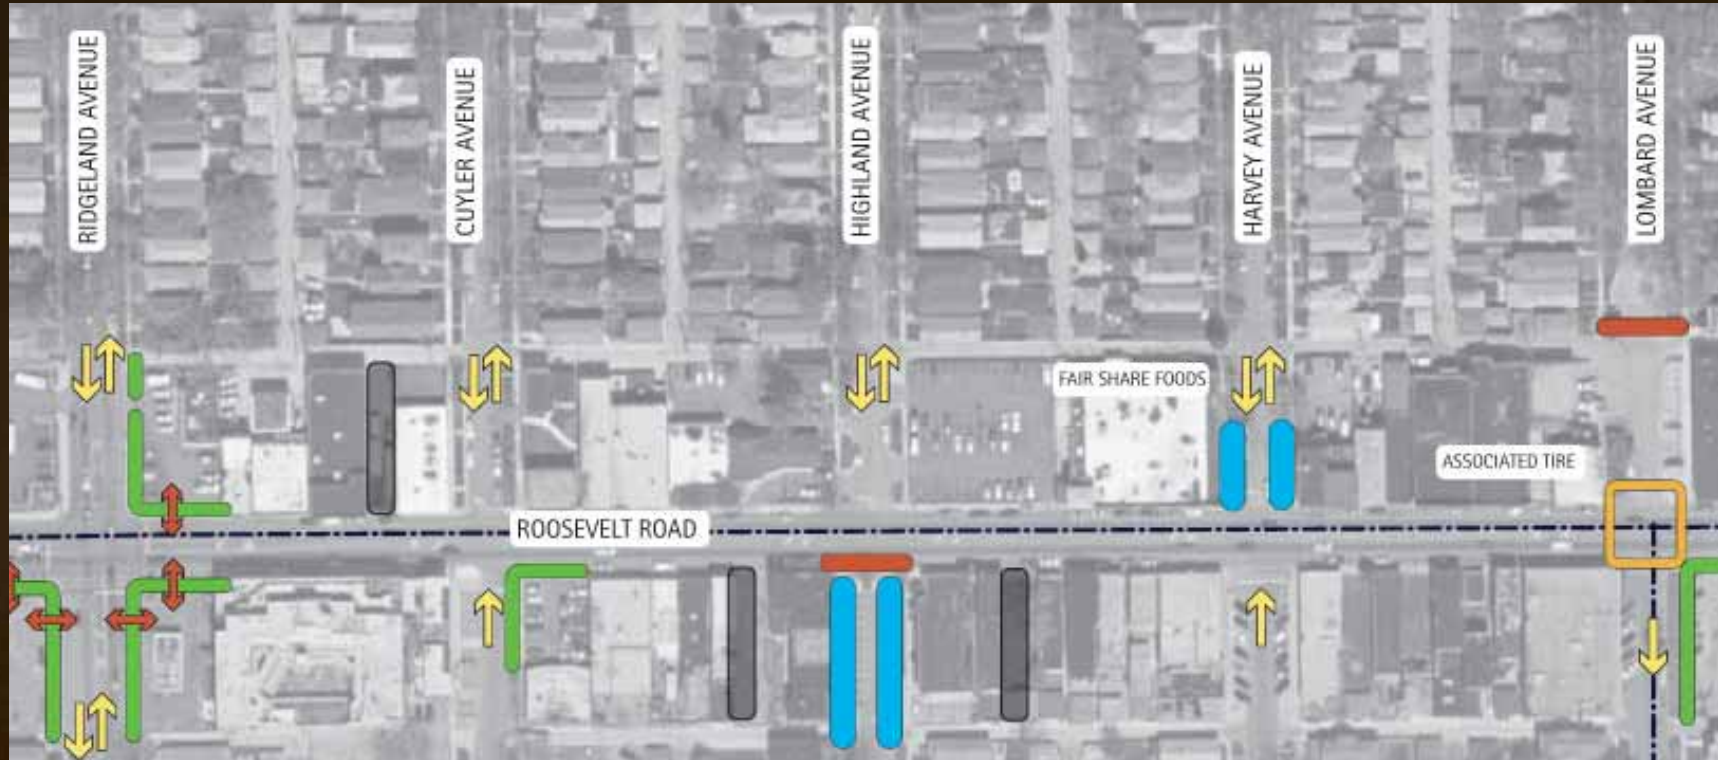 RIDGELAND AVENUE
CUYLER AVENUE
HIGHLAND AVENUE
HARVEY AVENUE
LOMBARD AVENUE
FAIR SHARE FOODS
ASSOCIATED TIRE
ROOSEVELT ROAD